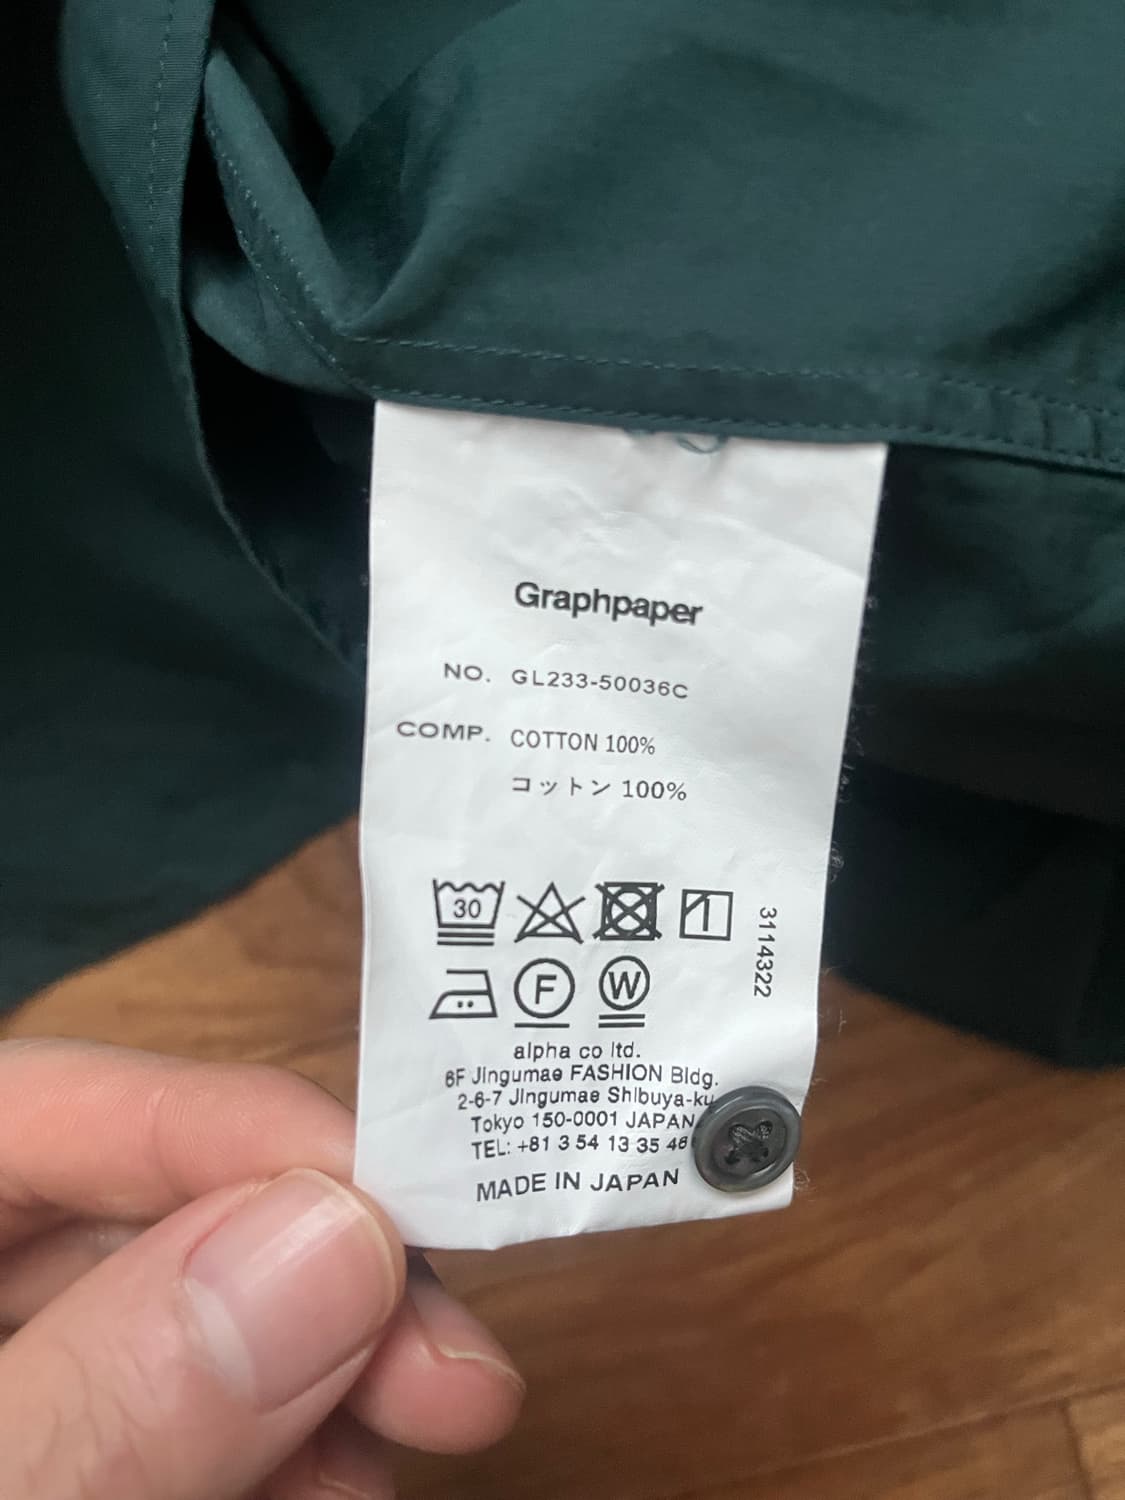 Graphpaper
NO. GL233-50036C
COMP. COTTON 100%
コットン 100%
30
F W
3114322
alpha co ltd.
6F Jingumae FASHION Bldg.
2-6-7 Jingumae Shibuya-ku
Tokyo 150-0001 JAPAN
TEL: +81 3 54 13 35 46
MADE IN JAPAN